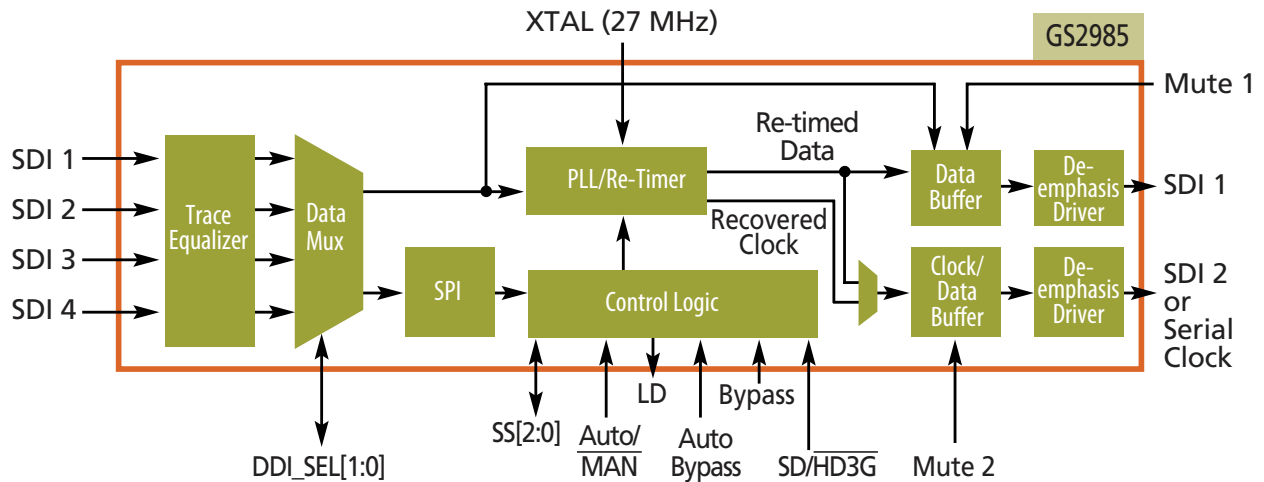 XTAL (27 MHz)
GS2985
Mute 1
SDI 1
SDI 2
SDI 3
SDI 4
Trace
Equalizer
Data
Mux
SPI
PLL/Re-Timer
Control Logic
Re-timed
Data
Recovered
Clock
Data
Buffer
De-
emphasis
Driver
SDI 1
Clock/
Data
Buffer
De-
emphasis
Driver
SDI 2
or
Serial
Clock
DDI_SEL[1:0]
SS[2:0]
Auto/
MAN
LD
Auto
Bypass
Bypass
SD/HD3G
Mute 2